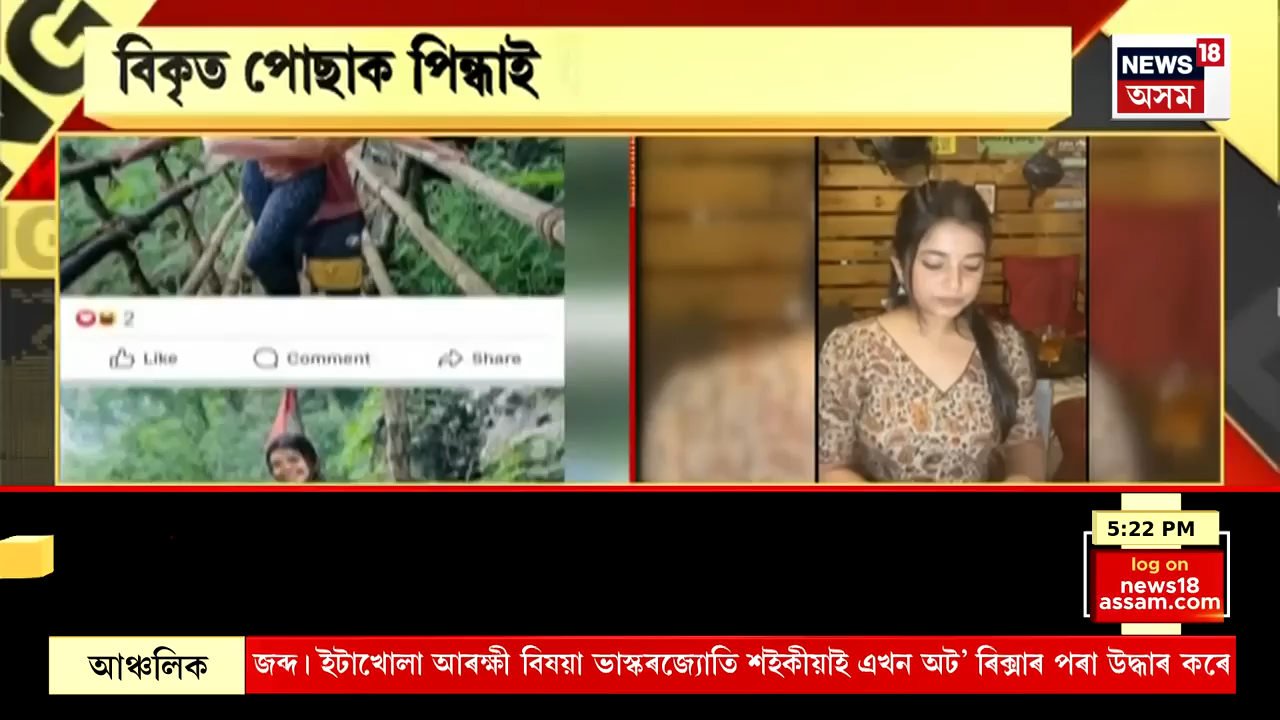 বিকৃত পোছাক পিন্ধাই
NEWS 18
অসম
2
Like Comment Share
5:22 PM
log on
news18
assam.com
আঞ্চলিক
জব্দ। ইটাখোলা আৰক্ষী বিষয়া ভাস্কৰজ্যোতি শইকীয়াই এখন অট' ৰিক্সাৰ পৰা উদ্ধাৰ কৰে